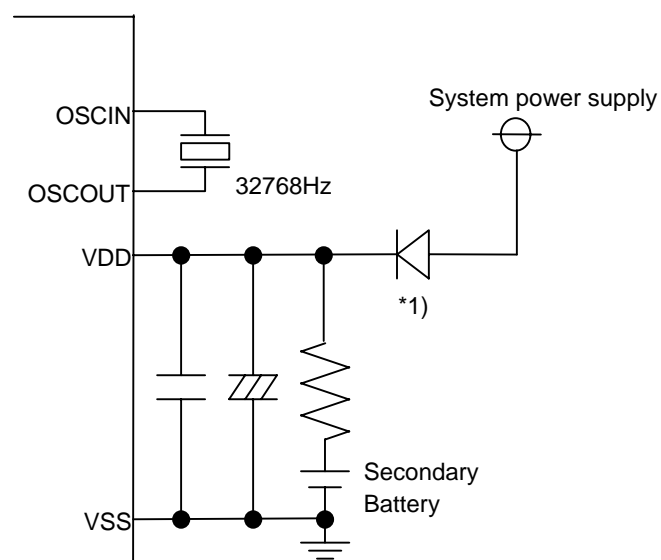 System power supply
OSCIN
OSCOUT
32768Hz
VDD
*1)
Secondary
Battery
VSS